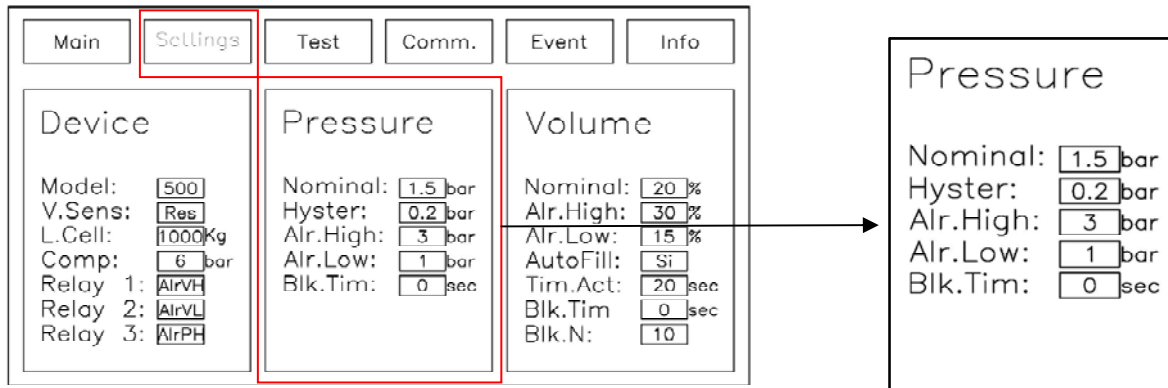 Main
Settings
Test
Comm.
Event
Info
Device
Model: 500
V.Sens: Res
L.Cell: 1000 Kg
Comp: 6 bar
Relay 1: AlrVH
Relay 2: AlrVL
Relay 3: AlrPH
Pressure
Nominal: 1.5 bar
Hyster: 0.2 bar
Alr.High: 3 bar
Alr.Low: 1 bar
Blk.Tim: 0 sec
Volume
Nominal: 20 %
Alr.High: 30 %
Alr.Low: 15 %
AutoFill: Si
Tim.Act: 20 sec
Blk.Tim 0 sec
Blk.N: 10
Pressure
Nominal: 1.5 bar
Hyster: 0.2 bar
Alr.High: 3 bar
Alr.Low: 1 bar
Blk.Tim: 0 sec